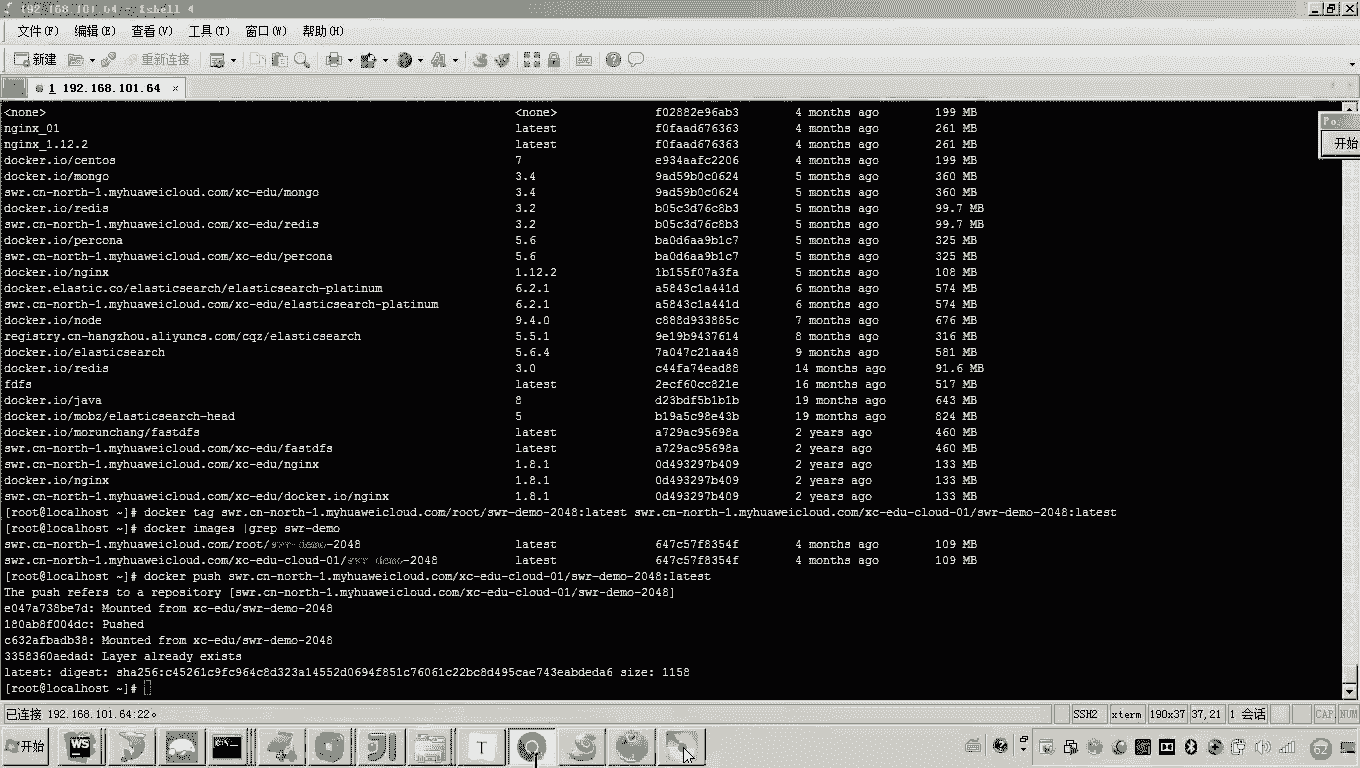 192.168.101.64 - Xshell 4
文件(F) 编辑(E) 查看(V) 工具(T) 窗口(W) 帮助(H)
新建 重新连接
1 192.168.101.64 ×
<none> <none> f02882e96ab3 4 months ago 199 MB
nginx_01 latest f0faad676363 4 months ago 261 MB
nginx_1.12.2 latest f0faad676363 4 months ago 261 MB
docker.io/centos 7 e934aafc2206 4 months ago 199 MB
docker.io/mongo 3.4 9ad59b0c0624 5 months ago 360 MB
swr.cn-north-1.myhuaweicloud.com/xc-edu/mongo 3.4 9ad59b0c0624 5 months ago 360 MB
docker.io/redis 3.2 b05c3d76c8b3 5 months ago 99.7 MB
swr.cn-north-1.myhuaweicloud.com/xc-edu/redis 3.2 b05c3d76c8b3 5 months ago 99.7 MB
docker.io/percona 5.6 ba0d6aa9b1c7 5 months ago 325 MB
swr.cn-north-1.myhuaweicloud.com/xc-edu/percona 5.6 ba0d6aa9b1c7 5 months ago 325 MB
docker.io/nginx 1.12.2 1b155f07a3fa 5 months ago 108 MB
docker.elastic.co/elasticsearch/elasticsearch-platinum 6.2.1 a5843c1a441d 6 months ago 574 MB
swr.cn-north-1.myhuaweicloud.com/xc-edu/elasticsearch-platinum 6.2.1 a5843c1a441d 6 months ago 574 MB
docker.io/node 9.4.0 c888d933885c 7 months ago 676 MB
registry.cn-hangzhou.aliyuncs.com/cqz/elasticsearch 5.5.1 9e19b9437614 8 months ago 316 MB
docker.io/elasticsearch 5.6.4 7a047c21aa48 9 months ago 581 MB
docker.io/redis 3.0 c44fa74ead88 14 months ago 91.6 MB
fdfs latest 2ecf60cc821e 16 months ago 517 MB
docker.io/java 8 d23bdf5b1b1b 19 months ago 643 MB
docker.io/mobz/elasticsearch-head 5 b19a5c98e43b 19 months ago 824 MB
docker.io/morunchang/fastdfs latest a729ac95698a 2 years ago 460 MB
swr.cn-north-1.myhuaweicloud.com/xc-edu/fastdfs latest a729ac95698a 2 years ago 460 MB
swr.cn-north-1.myhuaweicloud.com/xc-edu/nginx 1.8.1 0d493297b409 2 years ago 133 MB
docker.io/nginx 1.8.1 0d493297b409 2 years ago 133 MB
swr.cn-north-1.myhuaweicloud.com/xc-edu/docker.io/nginx 1.8.1 0d493297b409 2 years ago 133 MB
[root@localhost ~]# docker tag swr.cn-north-1.myhuaweicloud.com/root/swr-demo-2048:latest swr.cn-north-1.myhuaweicloud.com/xc-edu-cloud-01/swr-demo-2048:latest
[root@localhost ~]# docker images |grep swr-demo
swr.cn-north-1.myhuaweicloud.com/root/swr-demo-2048 latest 647c57f8354f 4 months ago 109 MB
swr.cn-north-1.myhuaweicloud.com/xc-edu-cloud-01/swr-demo-2048 latest 647c57f8354f 4 months ago 109 MB
[root@localhost ~]# docker push swr.cn-north-1.myhuaweicloud.com/xc-edu-cloud-01/swr-demo-2048:latest
The push refers to a repository [swr.cn-north-1.myhuaweicloud.com/xc-edu-cloud-01/swr-demo-2048]
e047a738be7d: Mounted from xc-edu/swr-demo-2048
180ab8f004dc: Pushed
c632afbadb38: Mounted from xc-edu/swr-demo-2048
3358360aedad: Layer already exists
latest: digest: sha256:c45261c9fc964c8d323a14552d0694f851c76061c22bc8d495cae743eabdeda6 size: 1158
[root@localhost ~]#
开始
已连接 192.168.101.64:22。 SSH2 xterm 190x37 37,21 1 会话 CAP NUM
开始 WS T 62